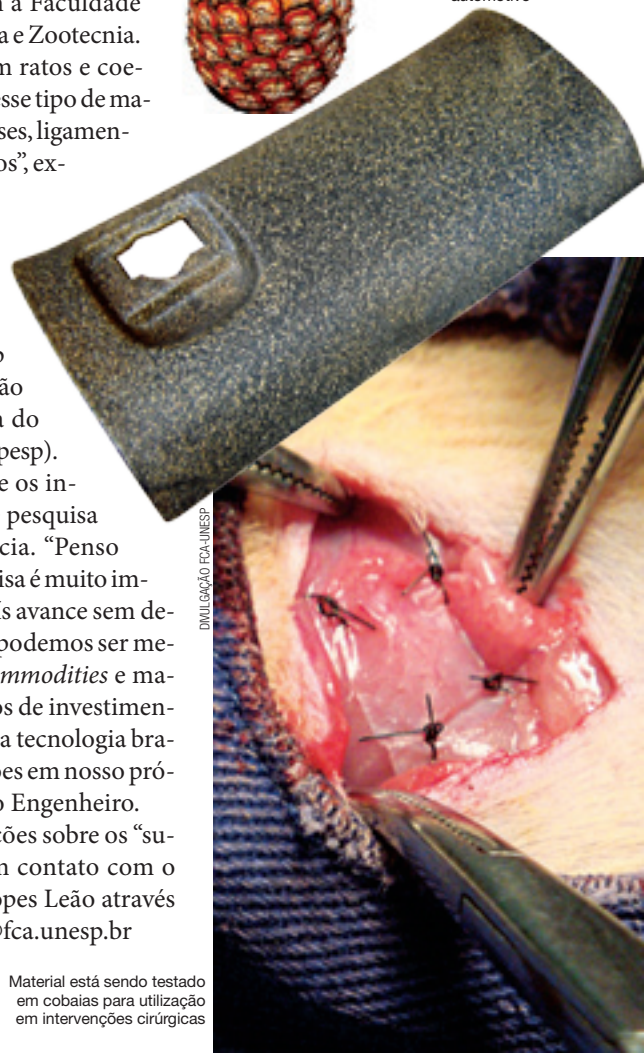 a Faculdade
a e Zootecnia.
m ratos e coe-
esse tipo de ma-
ses, ligamen-
os”, ex-
ão
a do
pesp).
e os in-
pesquisa
cia. “Penso
isa é muito im-
ís avance sem de-
podemos ser me-
mmodities e ma-
os de investimen-
a tecnologia bra-
ões em nosso pró-
o Engenheiro.
ções sobre os “su-
m contato com o
opes Leão através
@fca.unesp.br
DIVULGAÇÃO FCA-UNESP
Material está sendo testado
em cobaias para utilização
em intervenções cirúrgicas